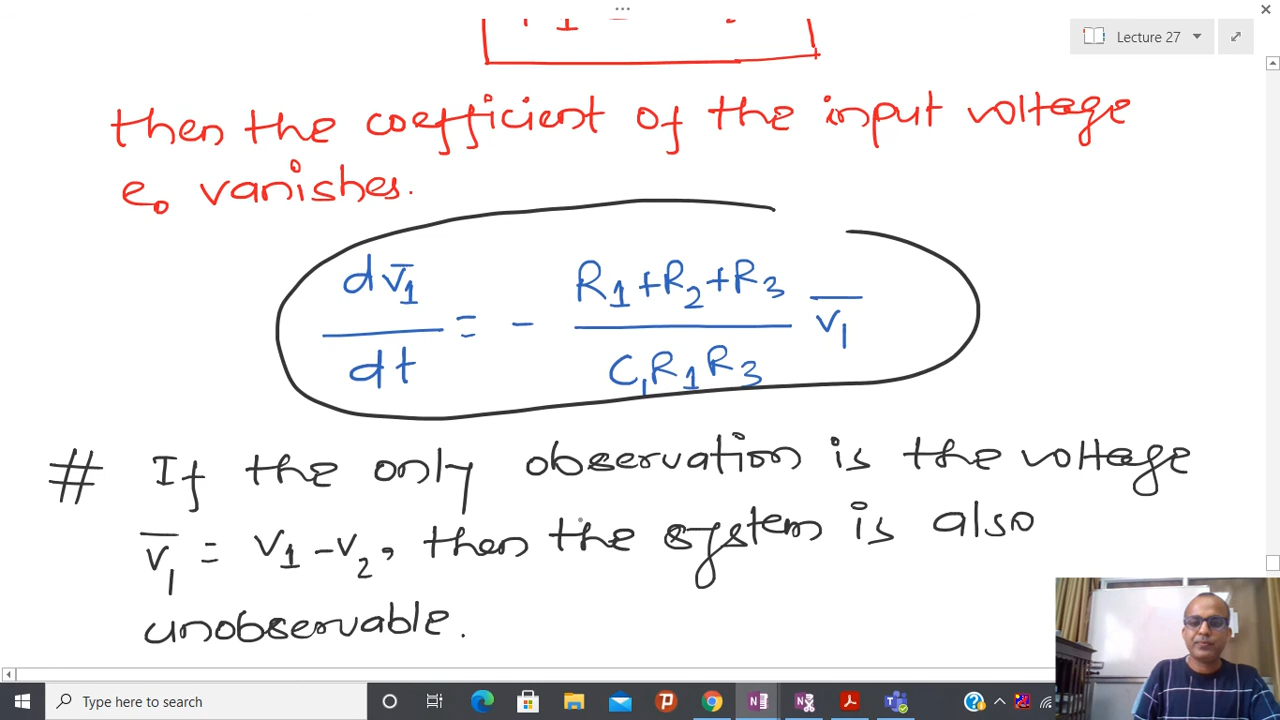 Lecture 27
then the coefficient of the input voltage
e₀ vanishes.
dv̅₁/dt = - (R₁+R₂+R₃)/(C₁R₁R₃) v̅₁
# If the only observation is the voltage
v̅₁ = v₁ -v₂, then the system is also
unobservable.
Type here to search